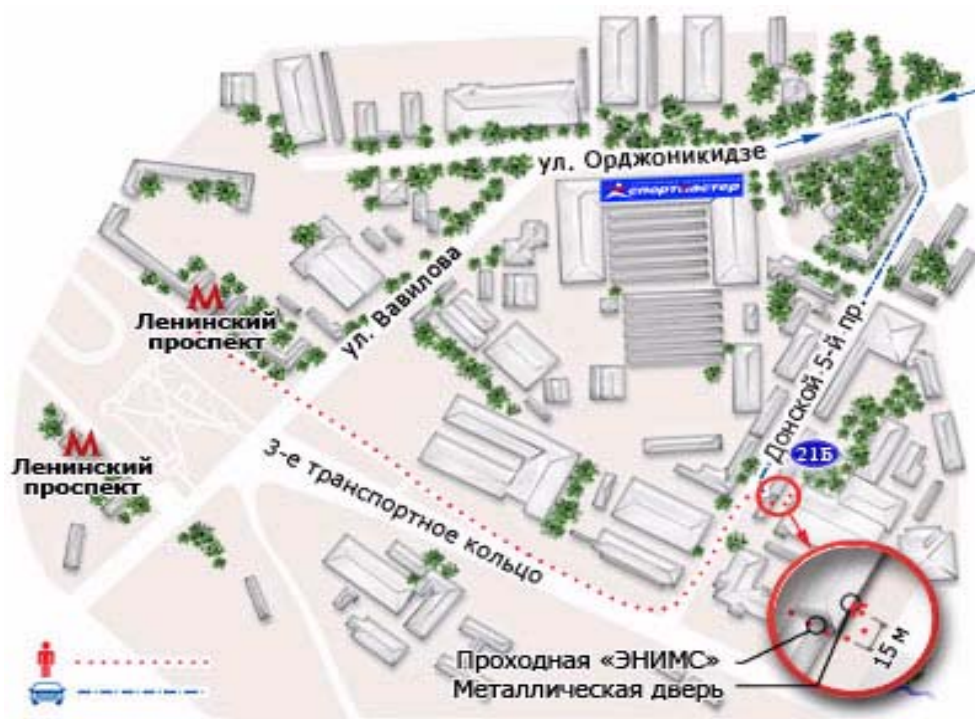 ул. Орджоникидзе
спортмастер
ул. Вавилова
М
Ленинский
проспект
Донской 5-й пр.
М
Ленинский
проспект
3-е транспортное кольцо
21Б
15 м
Проходная «ЭНИМС»
Металлическая дверь